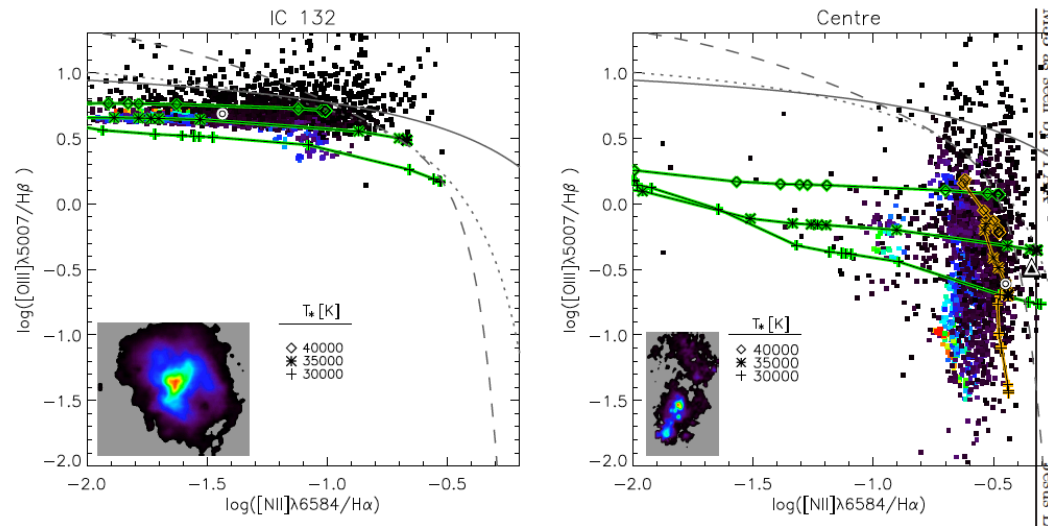 IC 132
Centre
log([OIII]λ5007/Hβ)
1.0
0.5
0.0
-0.5
-1.0
-1.5
-2.0
T* [K]
◇ 40000
✳ 35000
+ 30000
-2.0 -1.5 -1.0 -0.5
log([NII]λ6584/Hα)
log([OIII]λ5007/Hβ)
1.0
0.5
0.0
-0.5
-1.0
-1.5
-2.0
T* [K]
◇ 40000
✳ 35000
+ 30000
-2.0 -1.5 -1.0 -0.5
log([NII]λ6584/Hα)